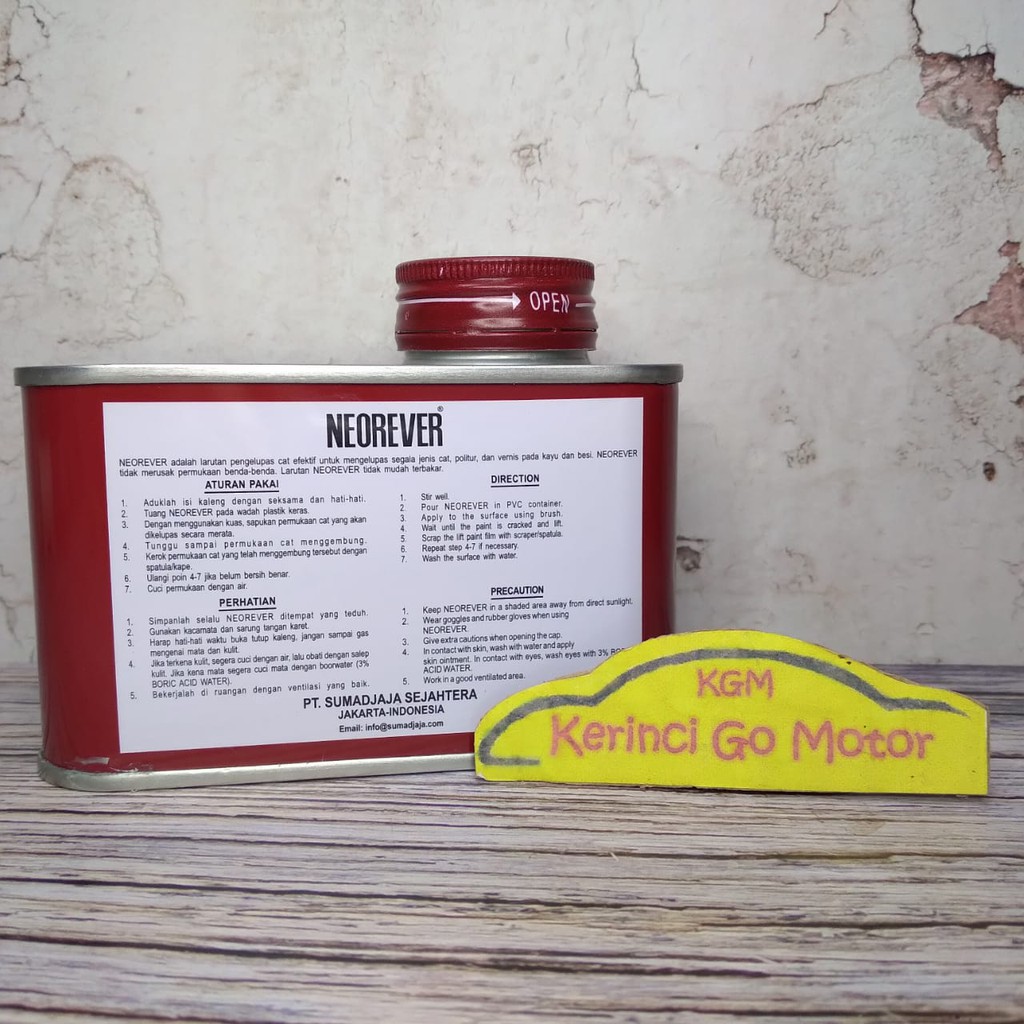 OPEN
NEOREVER®
NEOREVER adalah larutan pengelupas cat efektif untuk mengelupas segala jenis cat, politur, dan vernis pada kayu dan besi. NEOREVER
tidak merusak permukaan benda-benda. Larutan NEOREVER tidak mudah terbakar.
ATURAN PAKAI
1. Aduklah isi kaleng dengan seksama dan hati-hati.
2. Tuang NEOREVER pada wadah plastik keras.
3. Dengan menggunakan kuas, sapukan permukaan cat yang akan
dikelupas secara merata.
4. Tunggu sampai permukaan cat menggembung.
5. Kerok permukaan cat yang telah menggembung tersebut dengan
spatula/kape.
6. Ulangi poin 4-7 jika belum bersih benar.
7. Cuci permukaan dengan air.
PERHATIAN
1. Simpanlah selalu NEOREVER ditempat yang teduh.
2. Gunakan kacamata dan sarung tangan karet.
3. Harap hati-hati waktu buka tutup kaleng, jangan sampai gas
mengenai mata dan kulit.
4. Jika terkena kulit, segera cuci dengan air, lalu obati dengan salep
kulit. Jika kena mata segera cuci mata dengan boorwater (3%
BORIC ACID WATER).
5. Bekerjalah di ruangan dengan ventilasi yang baik.
DIRECTION
1. Stir well.
2. Pour NEOREVER in PVC container.
3. Apply to the surface using brush.
4. Wait until the paint is cracked and lift.
5. Scrap the lift paint film with scraper/spatula.
6. Repeat step 4-7 if necessary.
7. Wash the surface with water.
PRECAUTION
1. Keep NEOREVER in a shaded area away from direct sunlight.
2. Wear goggles and rubber gloves when using
NEOREVER.
3. Give extra cautions when opening the cap.
4. In contact with skin, wash with water and apply
skin ointment. In contact with eyes, wash eyes with 3%
ACID WATER.
5. Work in a good ventilated area.
PT. SUMADJAJA SEJAHTERA
JAKARTA-INDONESIA
Email: info@sumadjaja.com
KGM
Kerinci Go Motor